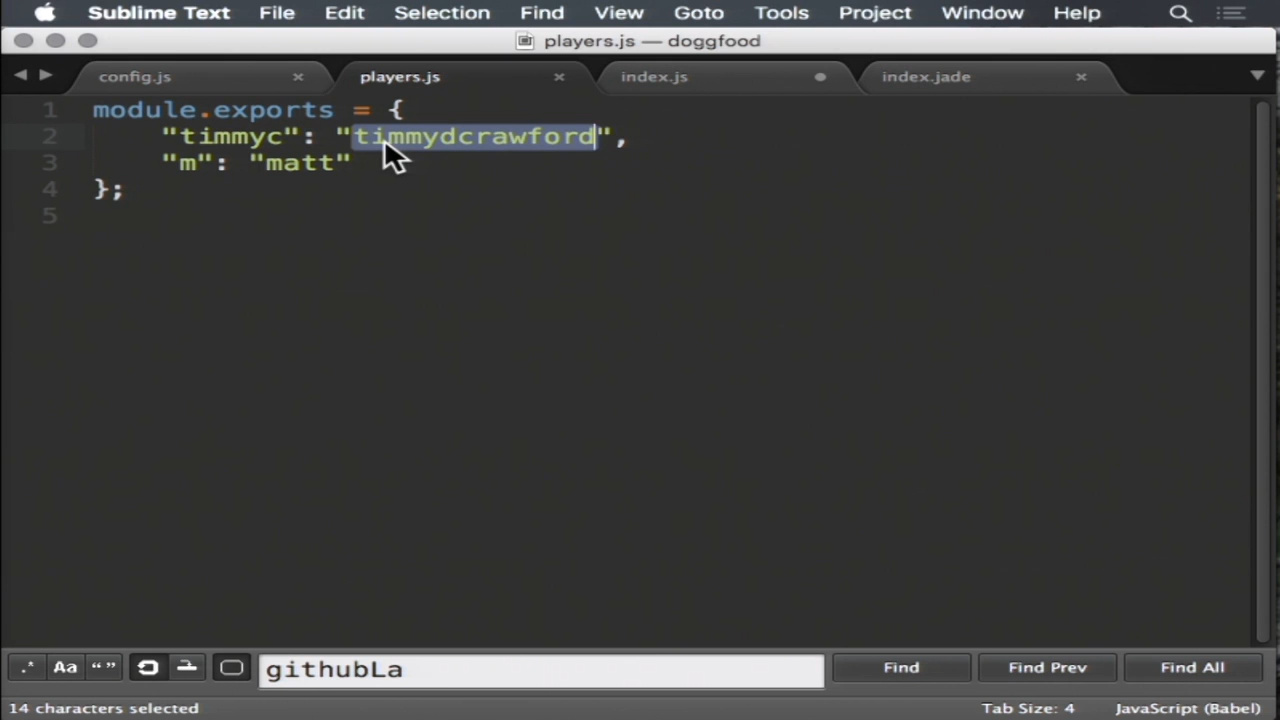 Sublime Text File Edit Selection Find View Goto Tools Project Window Help
players.js — doggfood
config.js players.js index.js index.jade
1 module.exports = {
2 "timmyc": "timmydcrawford",
3 "m": "matt"
4 };
5
.* Aa “” githubLa Find Find Prev Find All
14 characters selected Tab Size: 4 JavaScript (Babel)